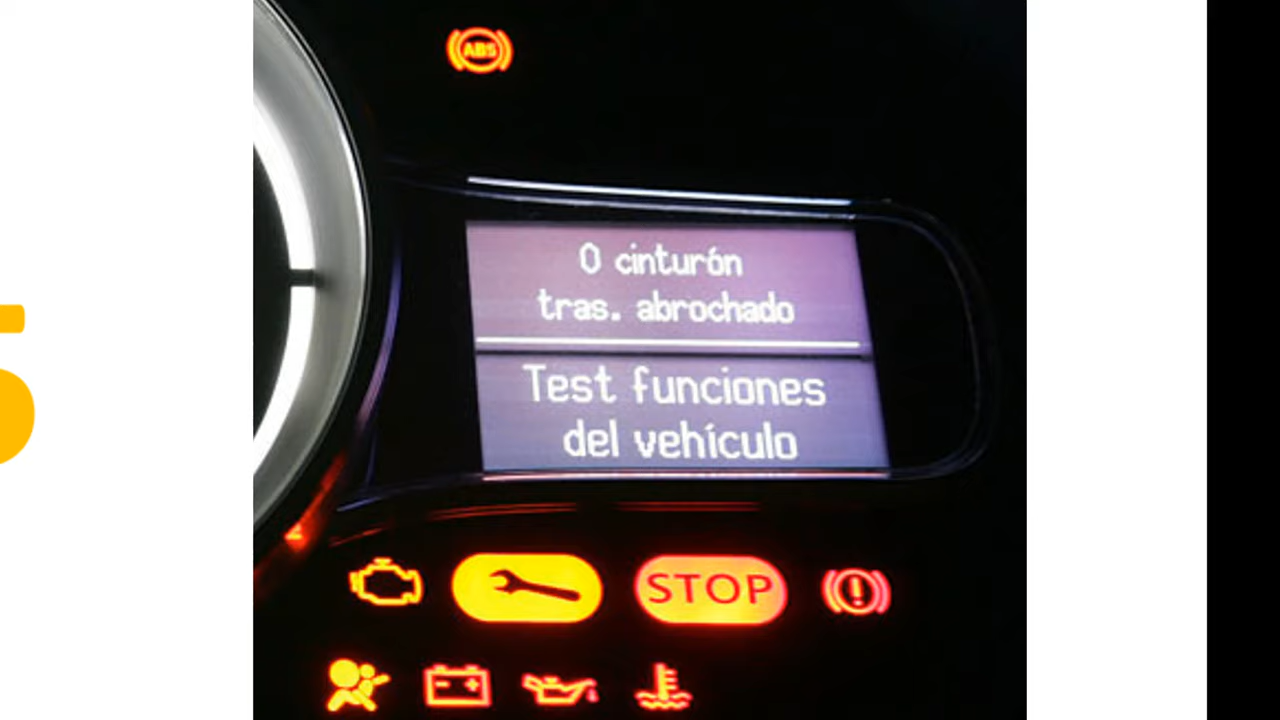 ABS
0 cinturón
tras. abrochado
Test funciones
del vehículo
STOP